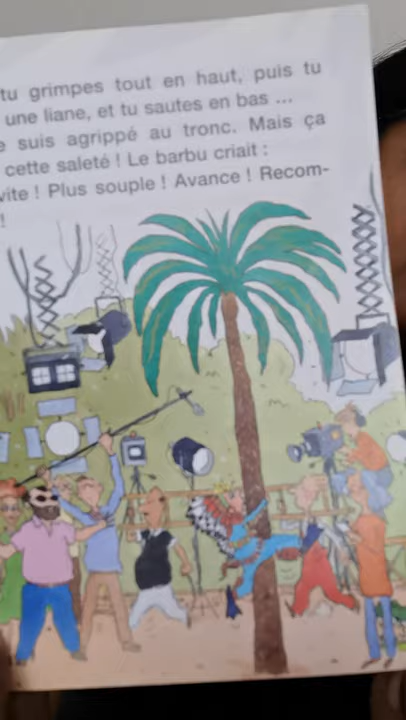 tu grimpes tout en haut, puis tu
une liane, et tu sautes en bas ...
suis agrippé au tronc. Mais ça
cette saleté ! Le barbu criait :
vite ! Plus souple ! Avance ! Recom-
!